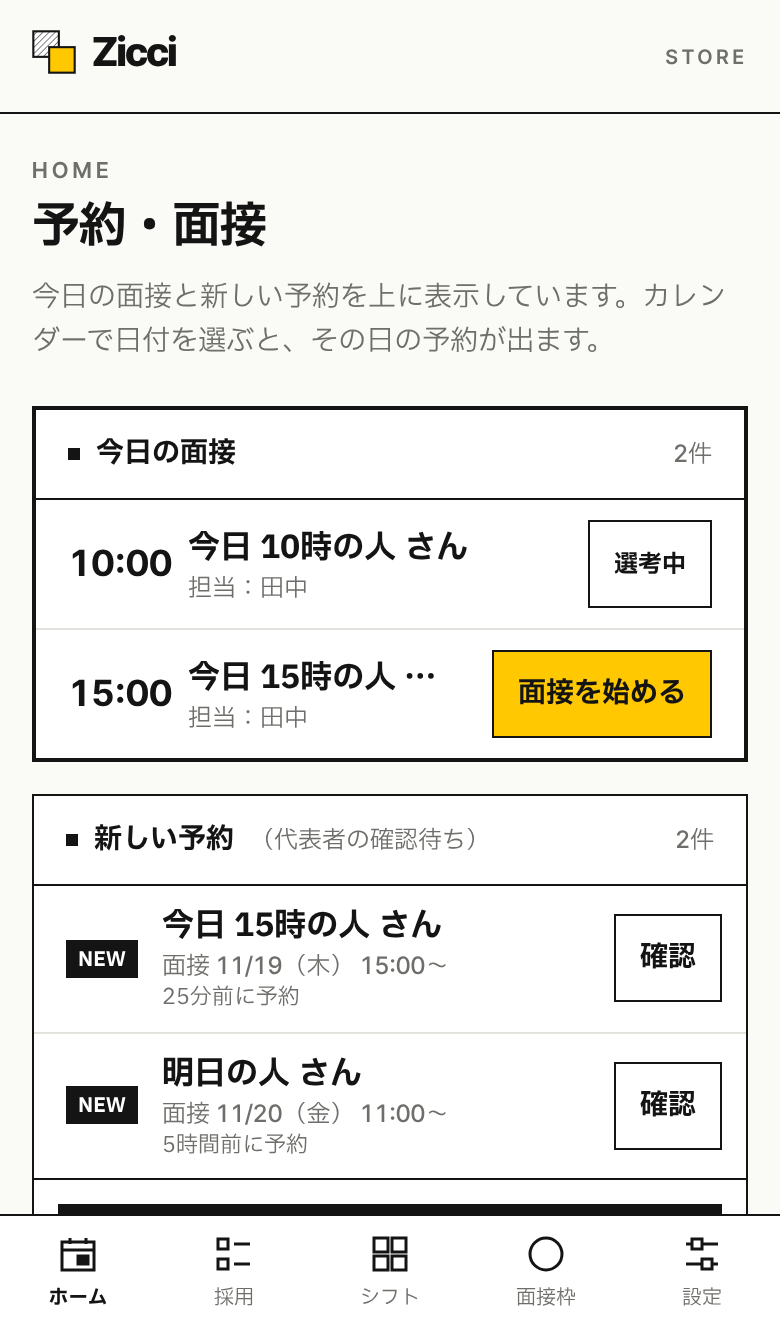 Zicci
STORE
HOME
予約・面接
今日の面接と新しい予約を上に表示しています。カレン
ダーで日付を選ぶと、その日の予約が出ます。
今日の面接
2件
10:00
今日 10時の人 さん
担当：田中
選考中
15:00
今日 15時の人 …
担当：田中
面接を始める
新しい予約 （代表者の確認待ち）
2件
NEW
今日 15時の人 さん
面接 11/19（木） 15:00〜
25分前に予約
確認
NEW
明日の人 さん
面接 11/20（金） 11:00〜
5時間前に予約
確認
ホーム
採用
シフト
面接枠
設定